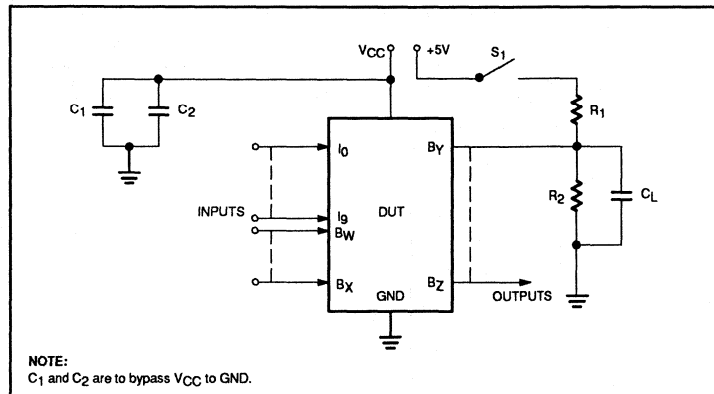 VCC
+5V
S1
C1
C2
R1
I0
BY
R2
CL
INPUTS
I9
DUT
BW
BX
GND
BZ
OUTPUTS
NOTE:
C1 and C2 are to bypass VCC to GND.